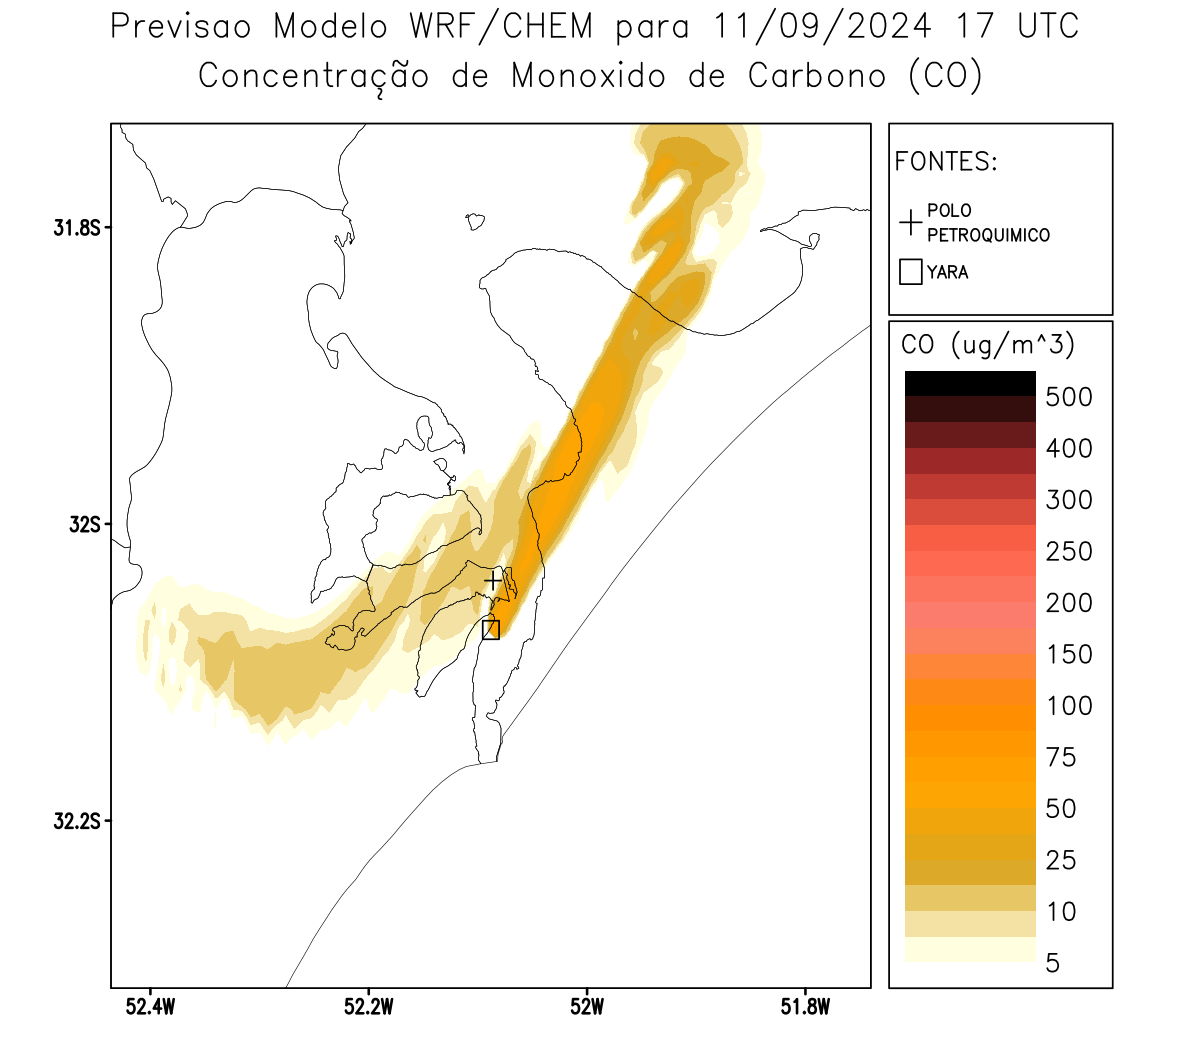 Previsao Modelo WRF/CHEM para 11/09/2024 17 UTC
Concentração de Monoxido de Carbono (CO)
FONTES:
POLO
PETROQUIMICO
YARA
31.8S
32S
32.2S
52.4W
52.2W
52W
51.8W
CO (ug/m^3)
500
400
300
250
200
150
100
75
50
25
10
5